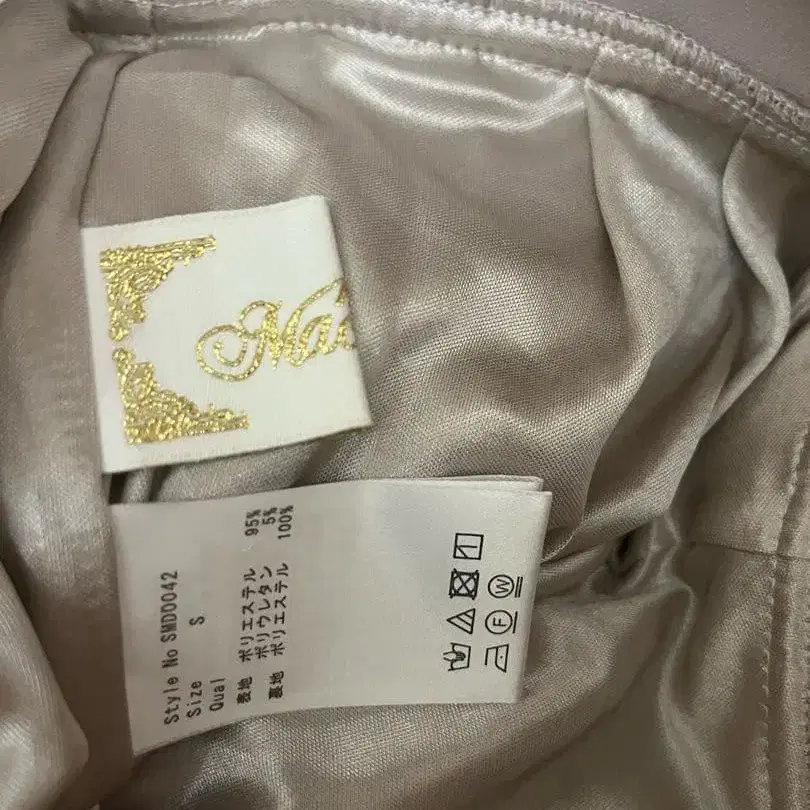 Style No SMD0042
Size S
Qual
表地 ポリエステル 95%
ポリウレタン 5%
裏地 ポリエステル 100%
F W